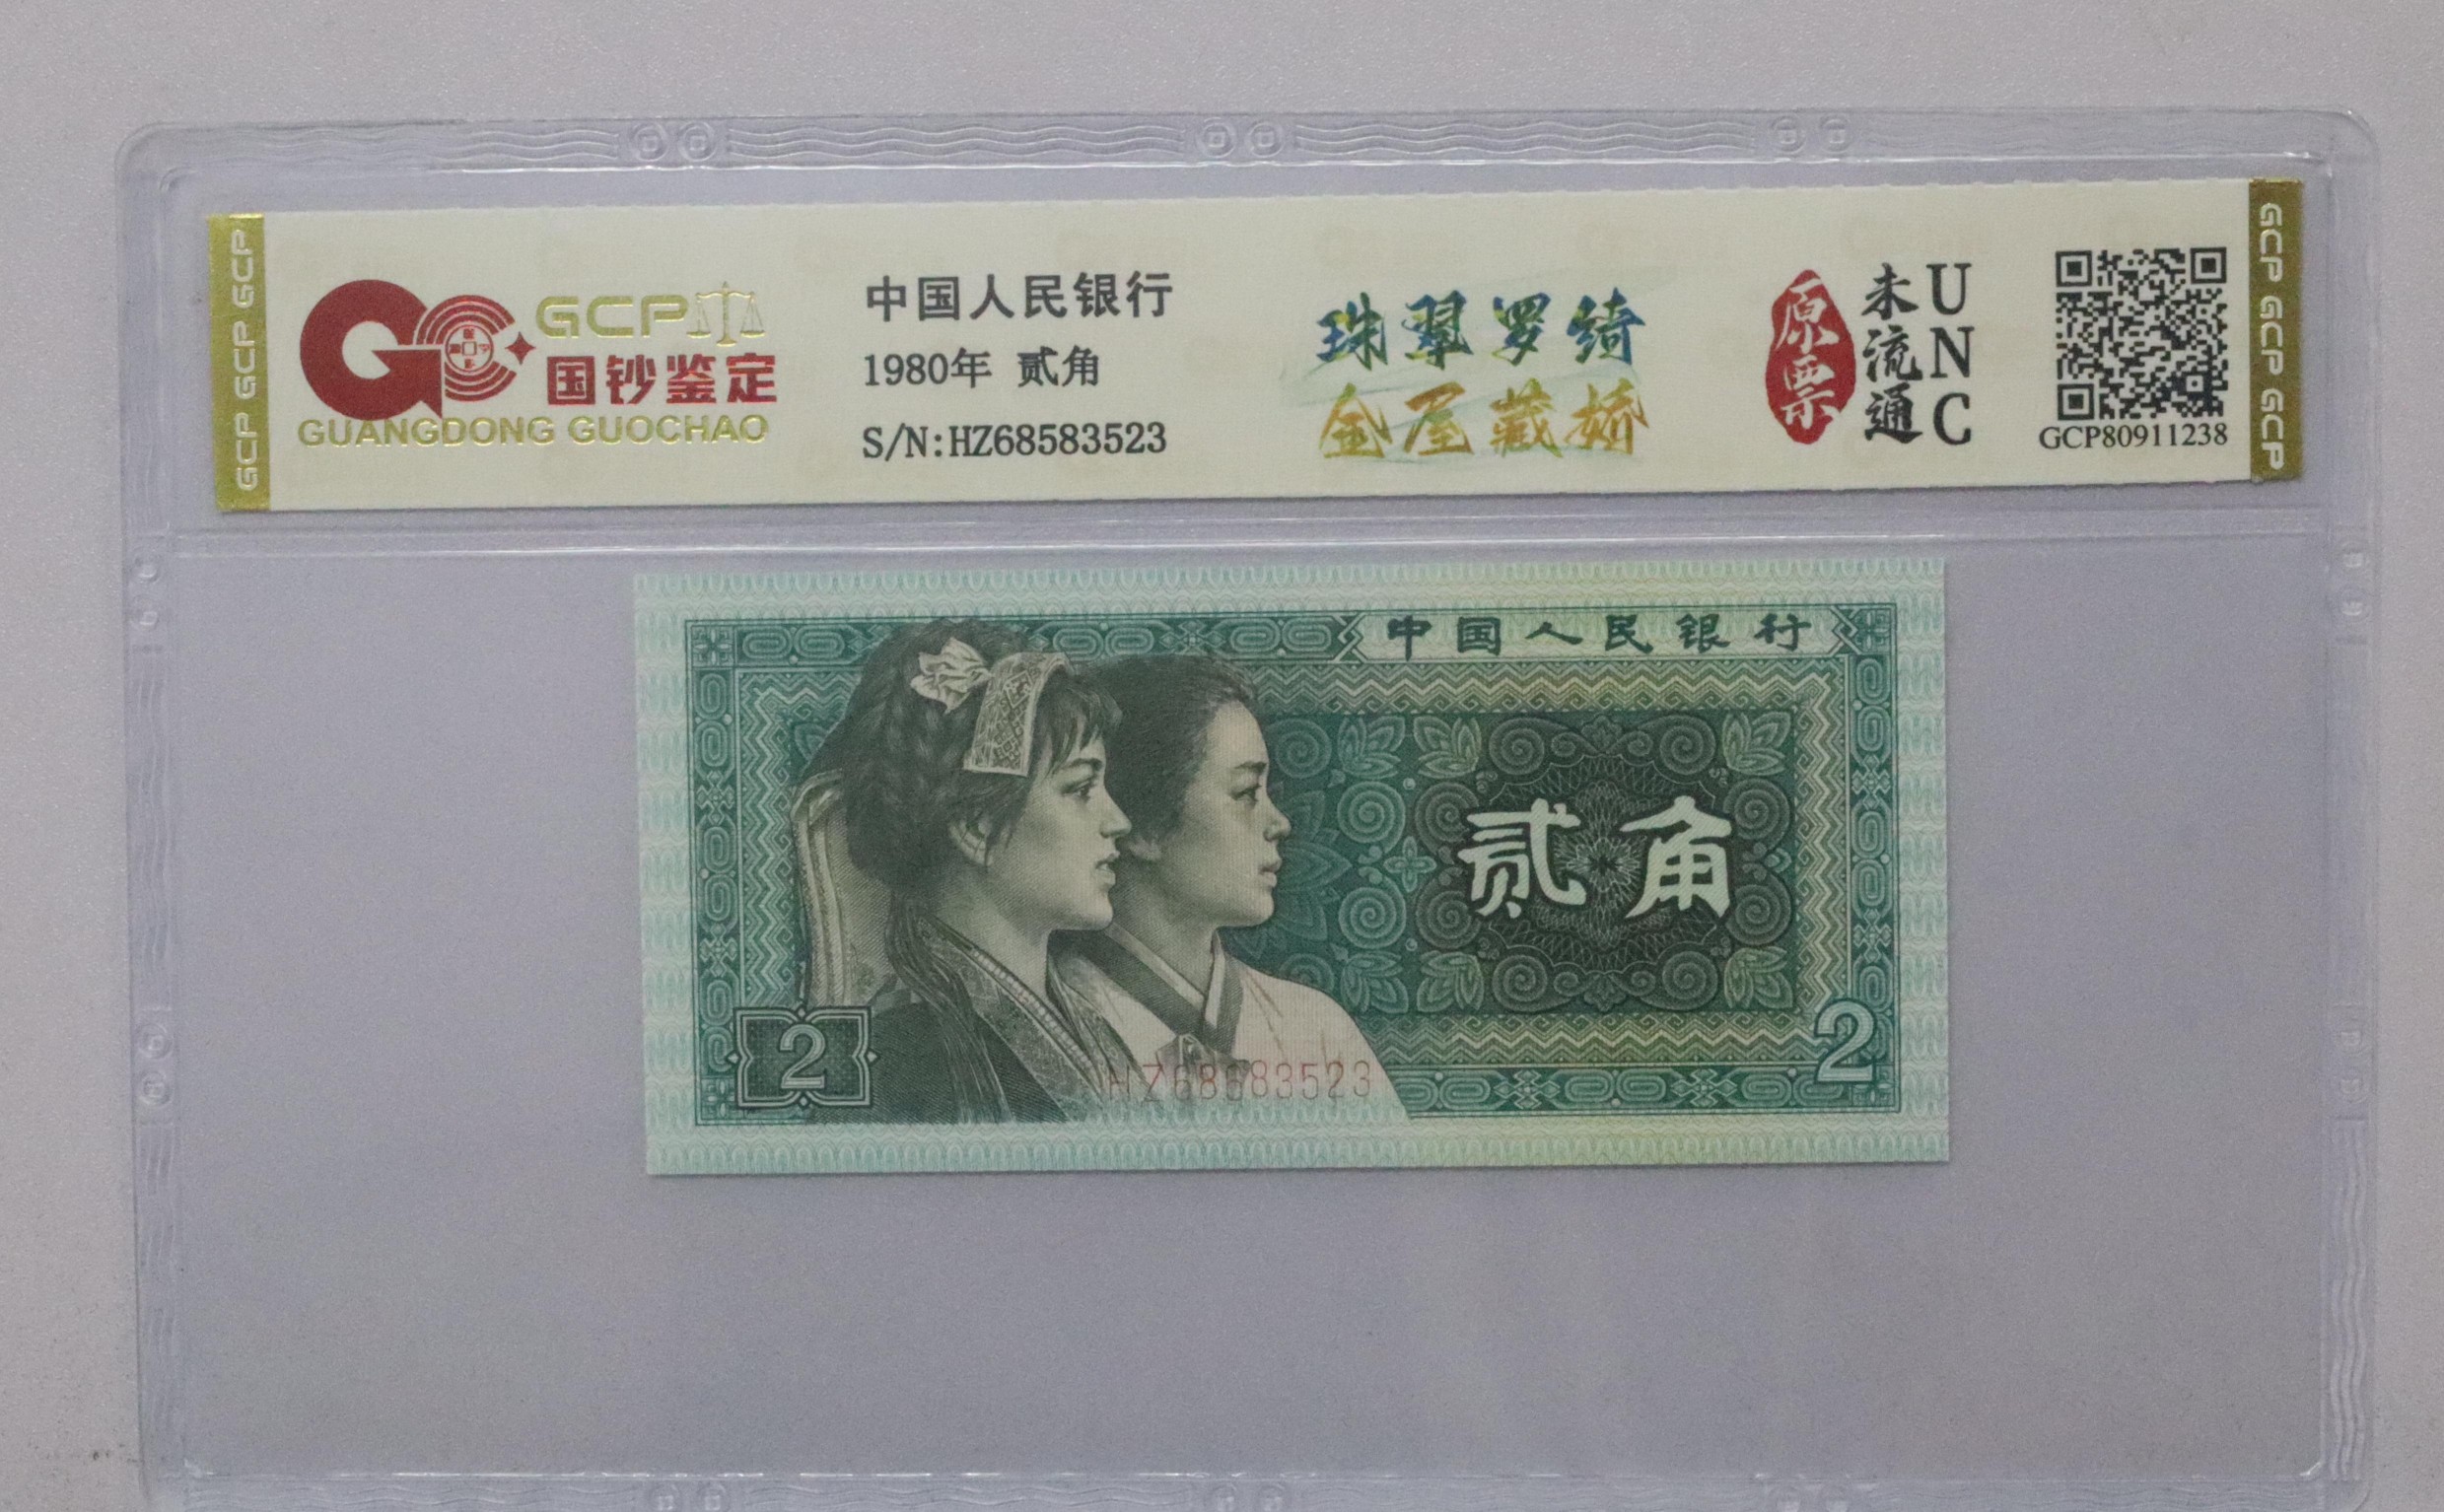 GCP GCP GCP
GCP
国钞鉴定
GUANGDONG GUOCHAO
中国人民银行
1980年 贰角
S/N:HZ68583523
珠翠罗绮
金屋藏娇
原票
未流通
UNC
GCP80911238
GCP GCP GCP
中国人民银行
贰角
2
2
HZ68583523